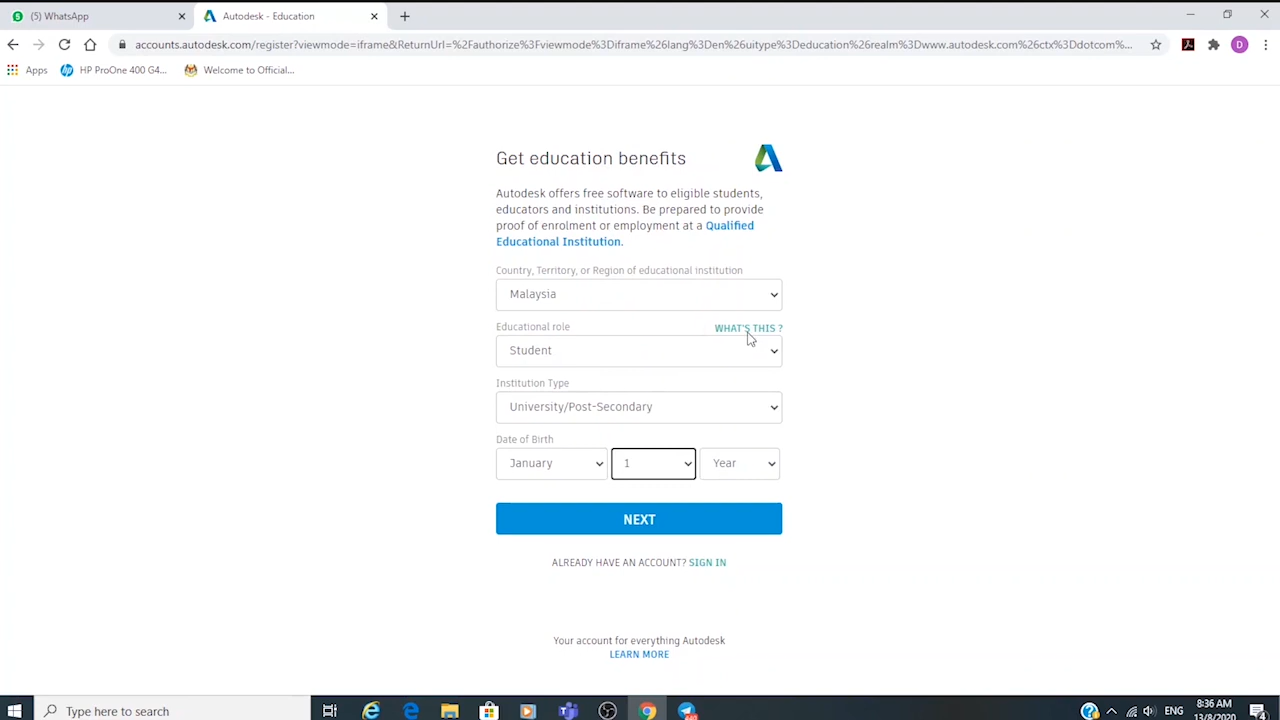 (5) WhatsApp
Autodesk - Education
accounts.autodesk.com/register?viewmode=iframe&ReturnUrl=%2Fauthorize%3Fviewmode%3Diframe%26lang%3Den%26uitype%3Deducation%26realm%3Dwww.autodesk.com%26ctx%3Ddotcom%...
D
Apps
HP ProOne 400 G4...
Welcome to Official...
Get education benefits
Autodesk offers free software to eligible students,
educators and institutions. Be prepared to provide
proof of enrolment or employment at a Qualified
Educational Institution.
Country, Territory, or Region of educational institution
Malaysia
Educational role
WHAT'S THIS ?
Student
Institution Type
University/Post-Secondary
Date of Birth
January
1
Year
NEXT
ALREADY HAVE AN ACCOUNT? SIGN IN
Your account for everything Autodesk
LEARN MORE
Type here to search
ENG
8:36 AM
13/8/2020